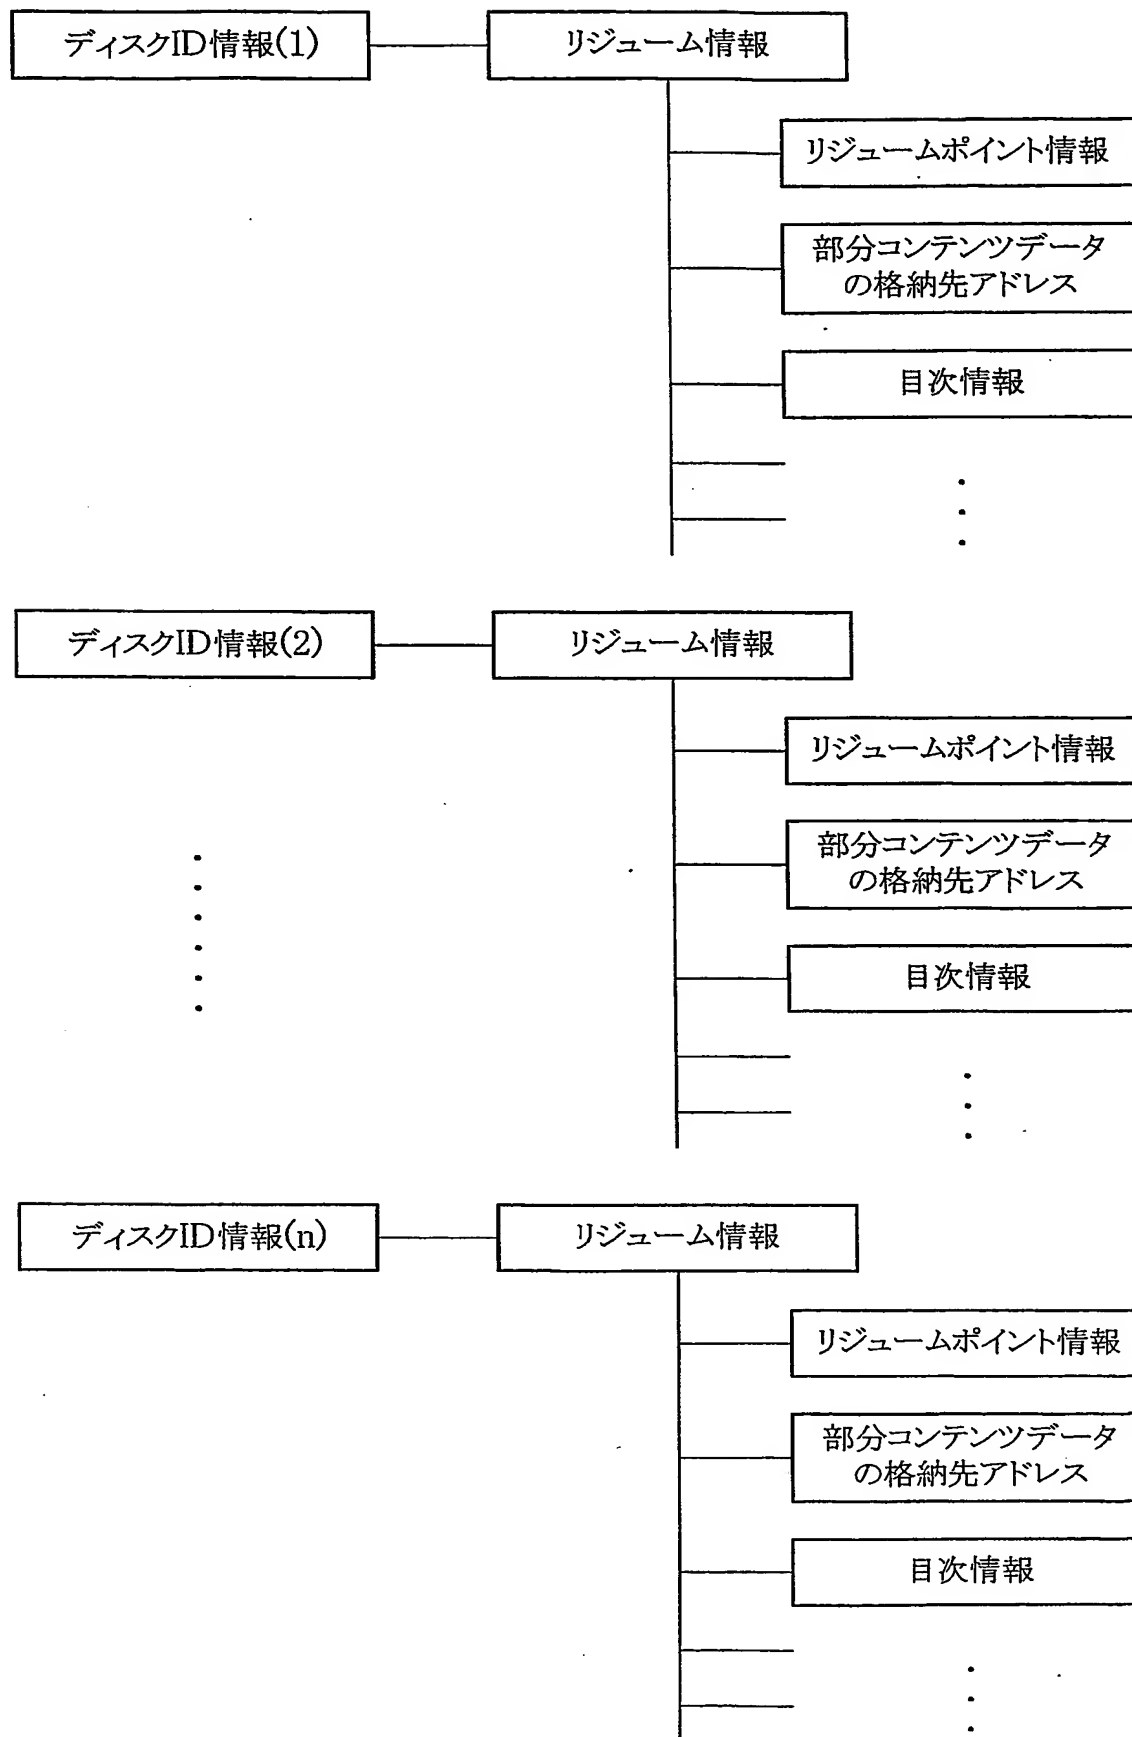 ディスクID情報(1)
リジューム情報
リジュームポイント情報
部分コンテンツデータ
の格納先アドレス
目次情報
ディスクID情報(2)
リジューム情報
リジュームポイント情報
部分コンテンツデータ
の格納先アドレス
目次情報
ディスクID情報(n)
リジューム情報
リジュームポイント情報
部分コンテンツデータ
の格納先アドレス
目次情報